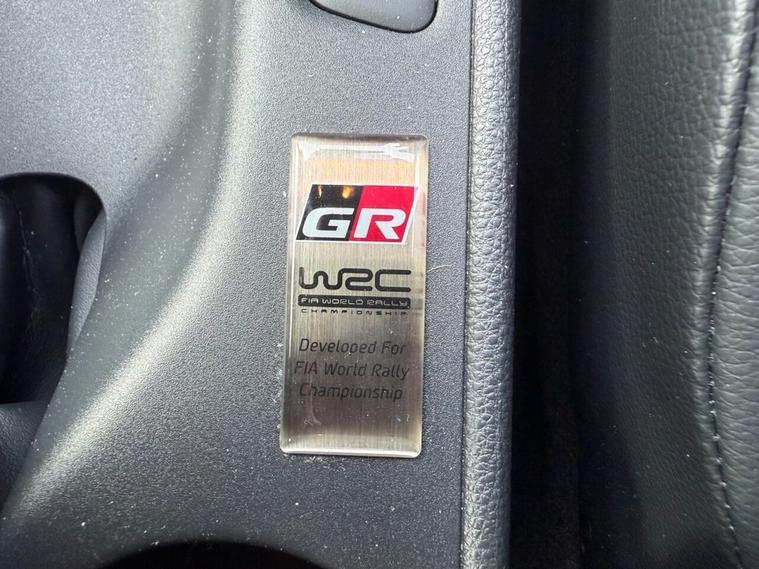 GR
WRC
FIA WORLD RALLY
CHAMPIONSHIP
Developed For
FIA World Rally
Championship